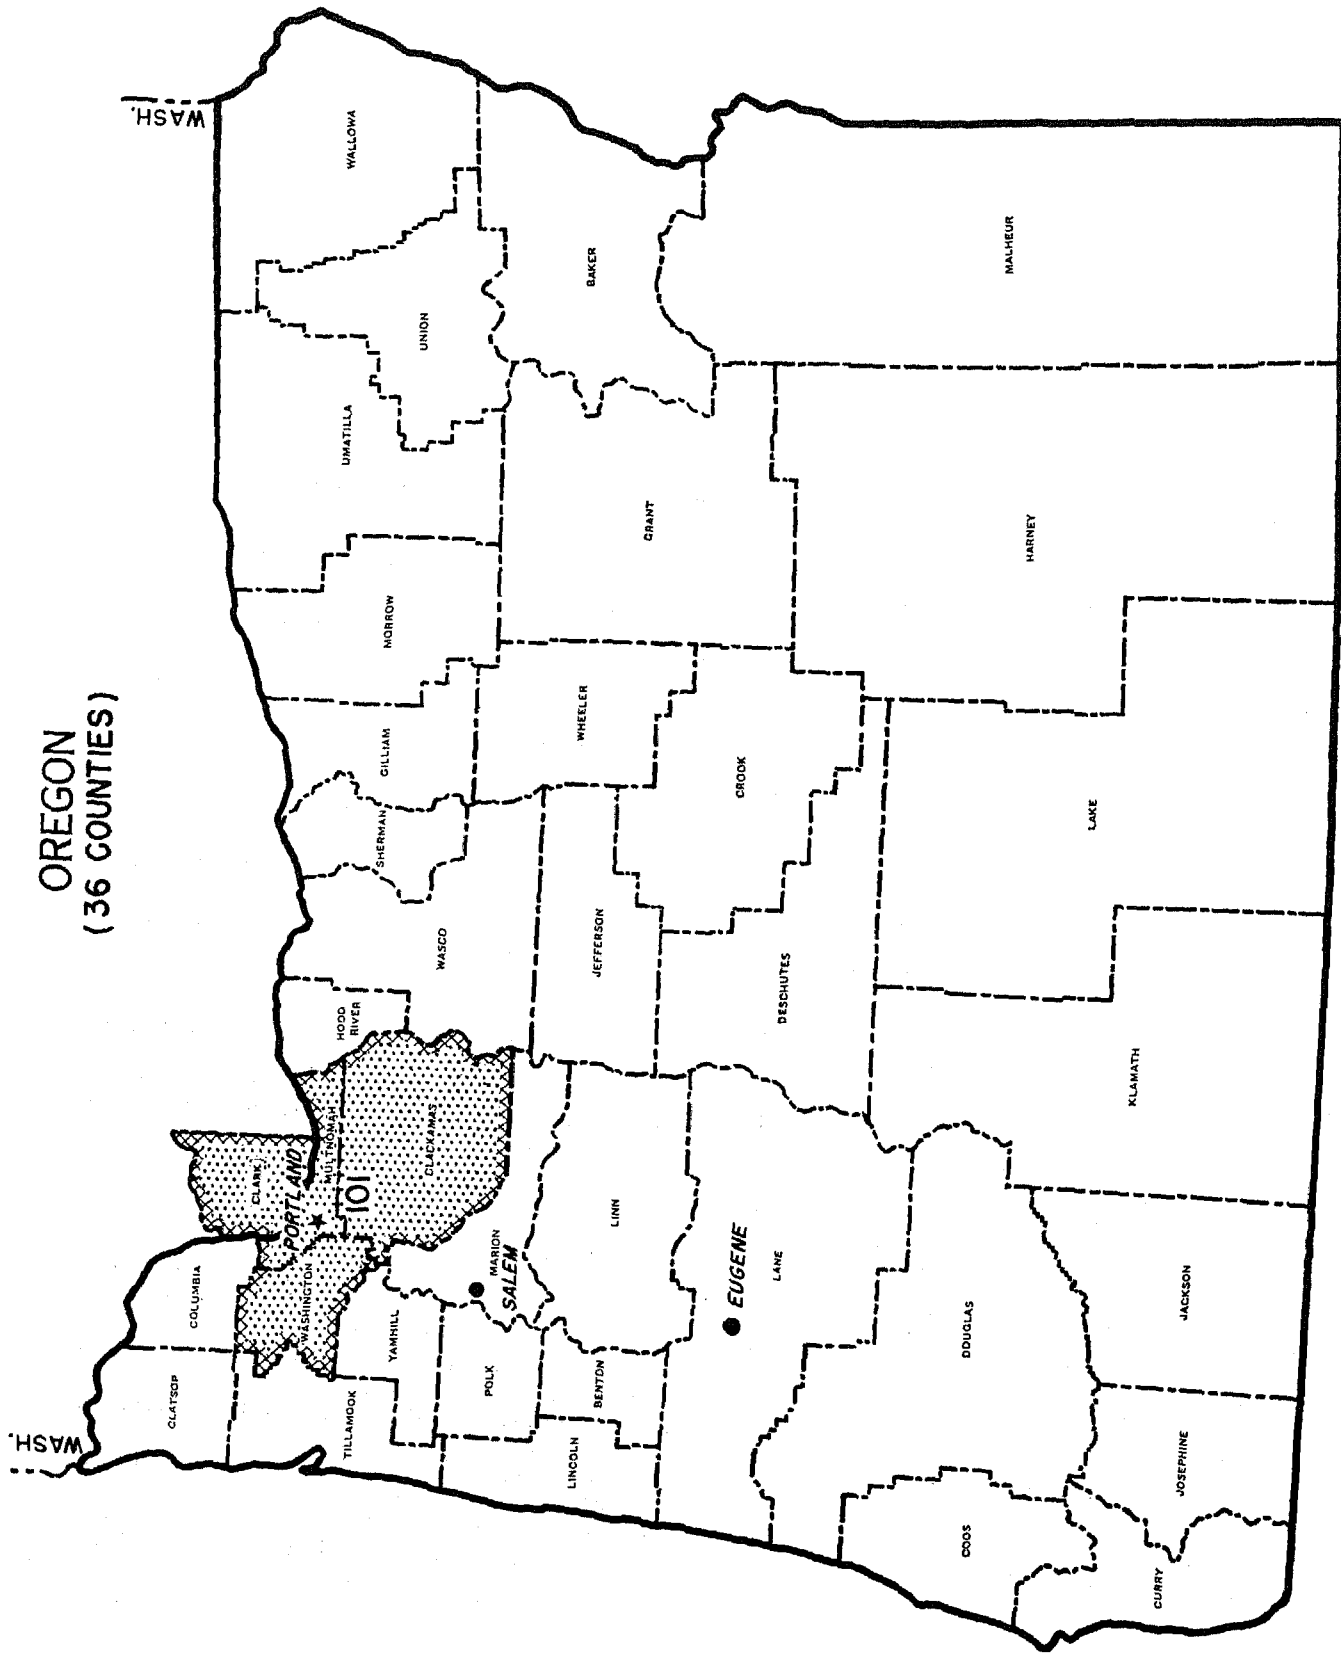 OREGON
(36 COUNTIES)
WASH.
WASH.
CLATSOP
COLUMBIA
CLARK
PORTLAND
MULTNOMAH
WASHINGTON
101
CLACKAMAS
HOOD
RIVER
WASCO
SHERMAN
GILLIAM
MORROW
UMATILLA
UNION
WALLOWA
TILLAMOOK
YAMHILL
MARION
SALEM
POLK
LINCOLN
BENTON
LINN
JEFFERSON
WHEELER
GRANT
BAKER
EUGENE
LANE
DESCHUTES
CROOK
COOS
DOUGLAS
KLAMATH
LAKE
HARNEY
MALHEUR
CURRY
JOSEPHINE
JACKSON